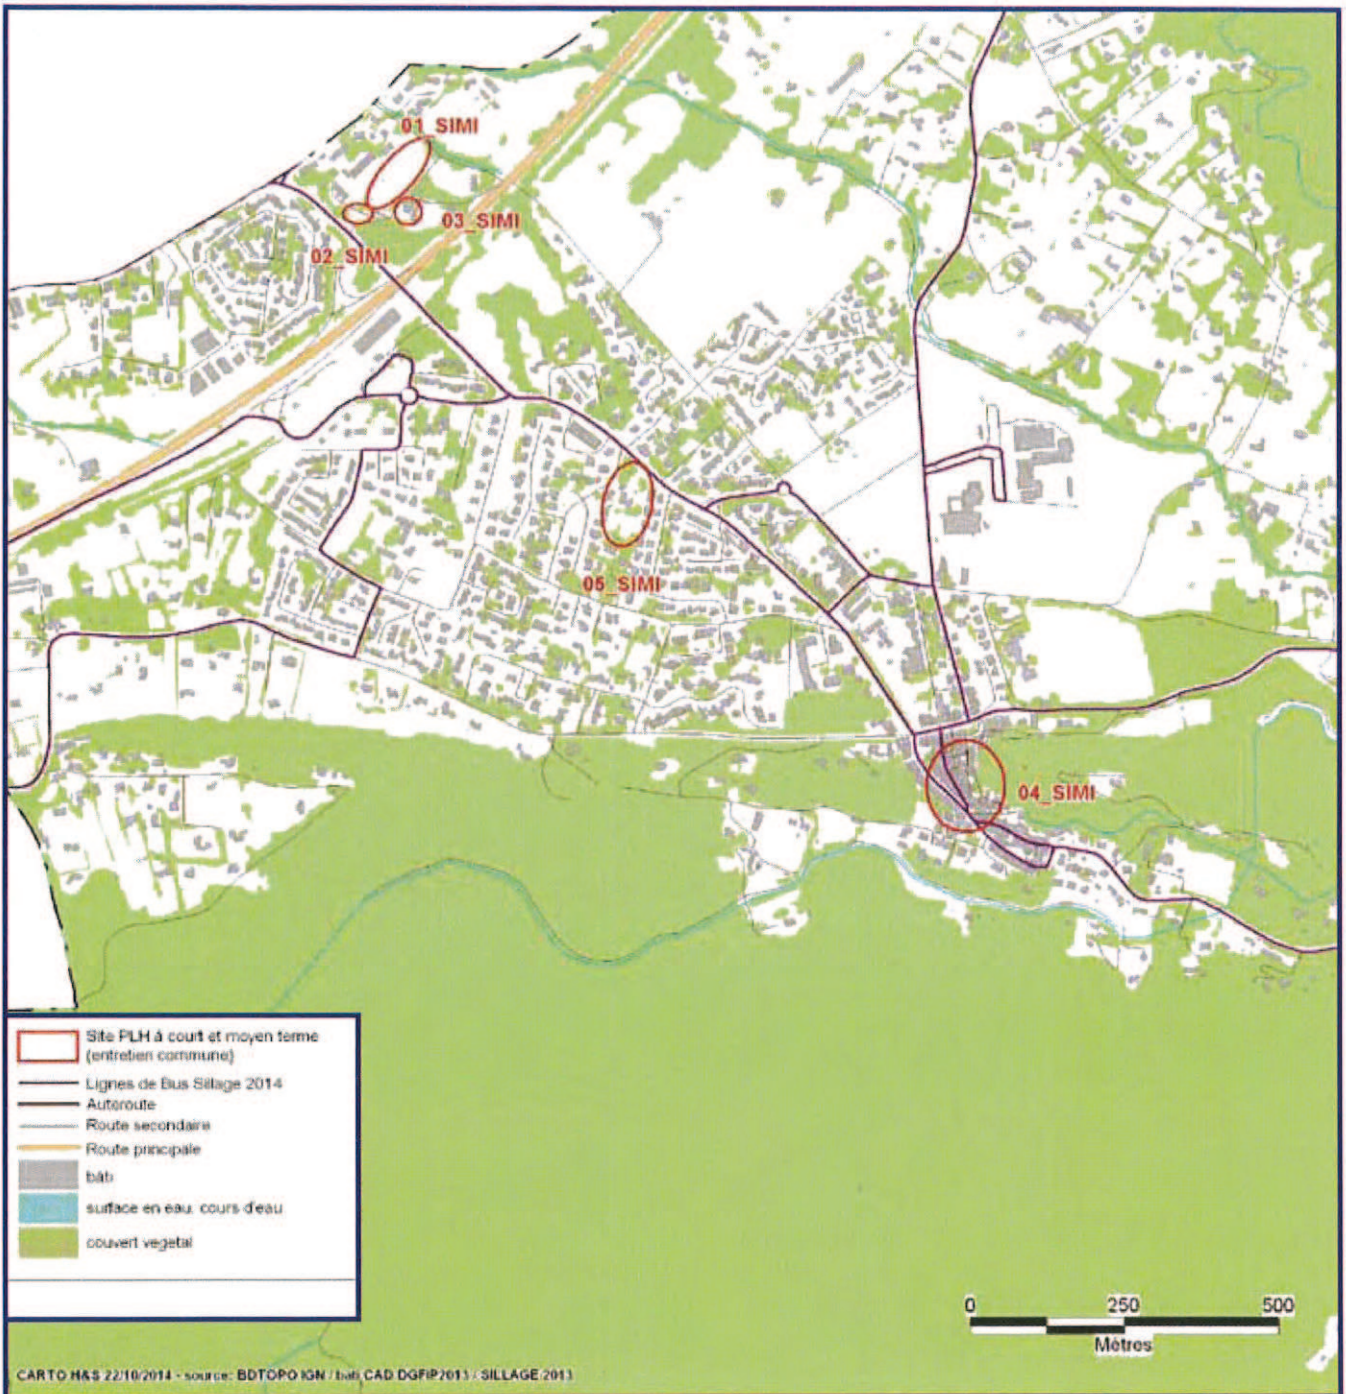 01_SIMI
03_SIMI
02_SIMI
05_SIMI
04_SIMI
Site PLH à court et moyen terme
(entretien commune)
Lignes de Bus Sillage 2014
Autoroute
Route secondaire
Route principale
bâti
surface en eau, cours d'eau
couvert vegetal
0 250 500
Mètres
CARTO H&S 22/10/2014 - source: BDTOPO IGN / bati CAD DGFIP2013 / SILLAGE 2013